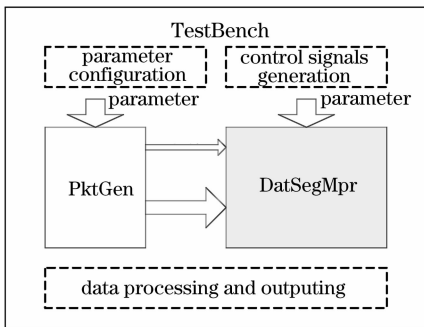 TestBench
parameter
configuration
control signals
generation
parameter
parameter
PktGen
DatSegMpr
data processing and outputing